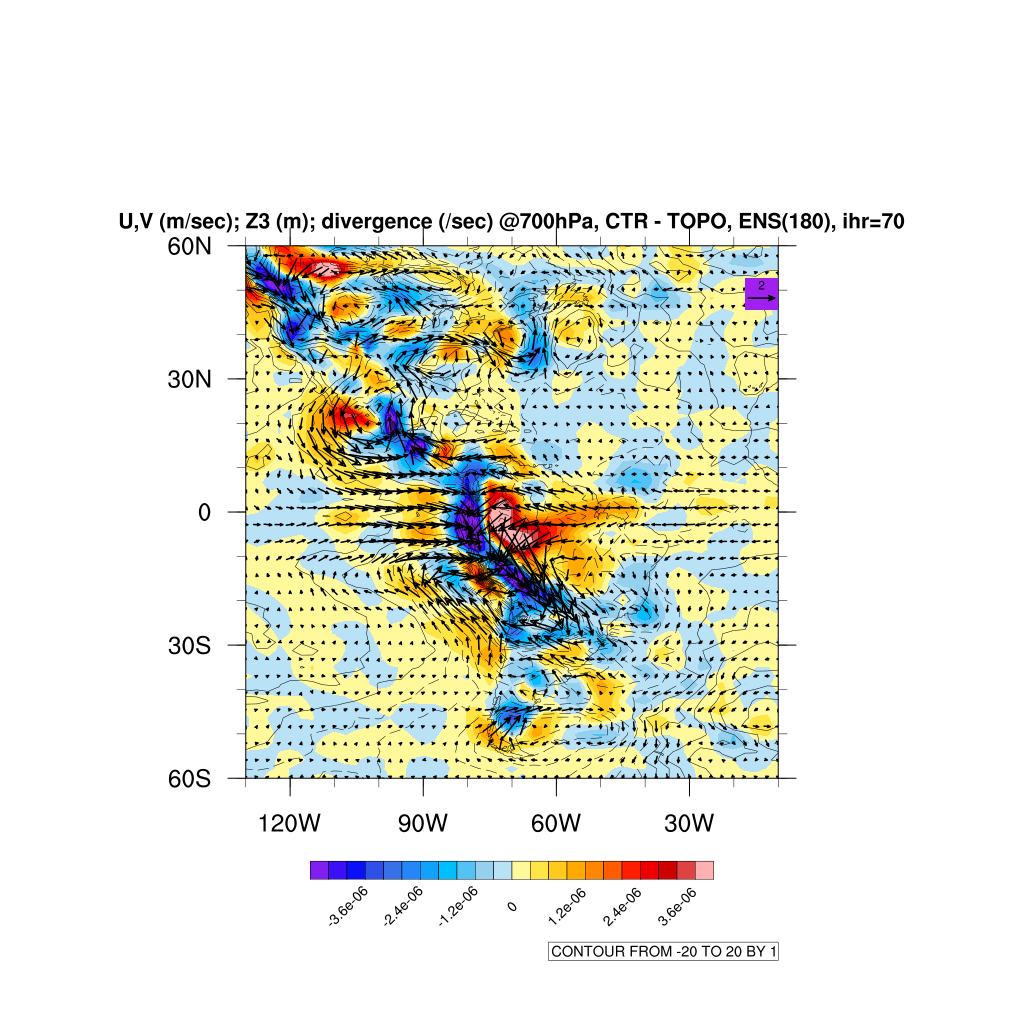 U,V (m/sec); Z3 (m); divergence (/sec) @700hPa, CTR - TOPO, ENS(180), ihr=70
60N
2
30N
0
30S
60S
120W 90W 60W 30W
-3.6e-06 -2.4e-06 -1.2e-06 0 1.2e-06 2.4e-06 3.6e-06
CONTOUR FROM -20 TO 20 BY 1